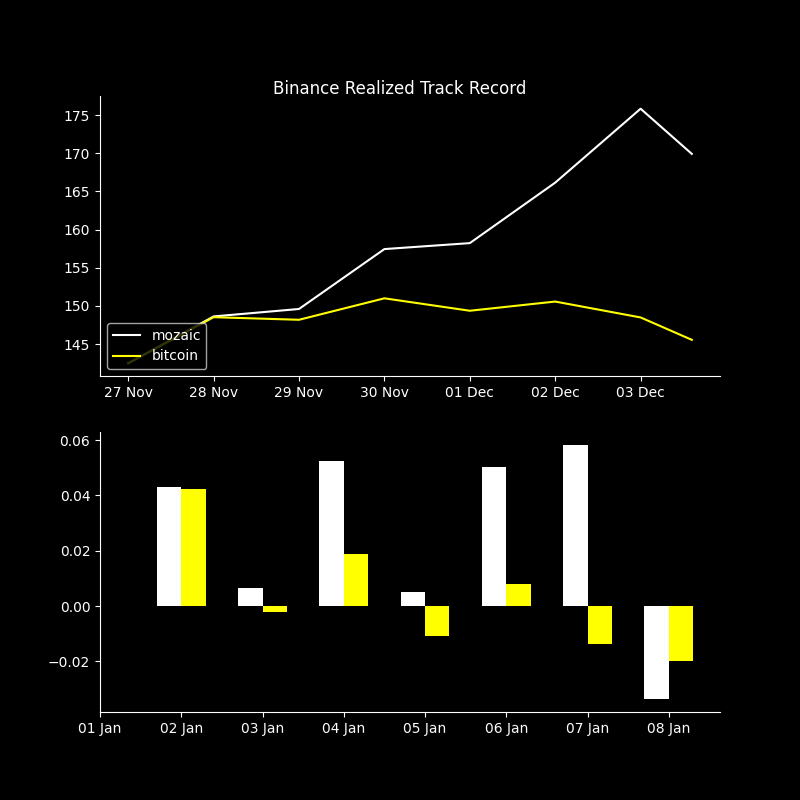 Binance Realized Track Record
175
170
165
160
155
150
145
mozaic
bitcoin
27 Nov 28 Nov 29 Nov 30 Nov 01 Dec 02 Dec 03 Dec
0.06
0.04
0.02
0.00
−0.02
01 Jan 02 Jan 03 Jan 04 Jan 05 Jan 06 Jan 07 Jan 08 Jan